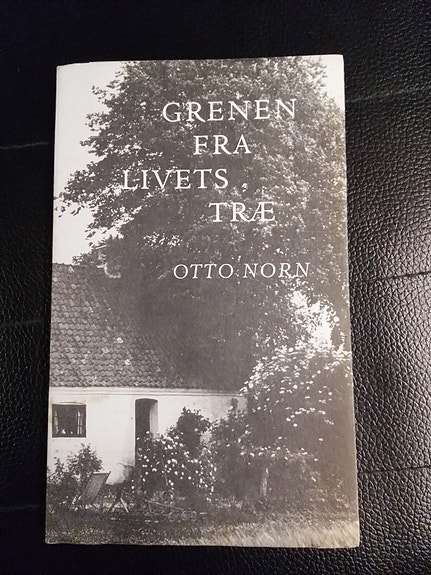 GRENEN
FRA
LIVETS
TRÆ
OTTO NORN